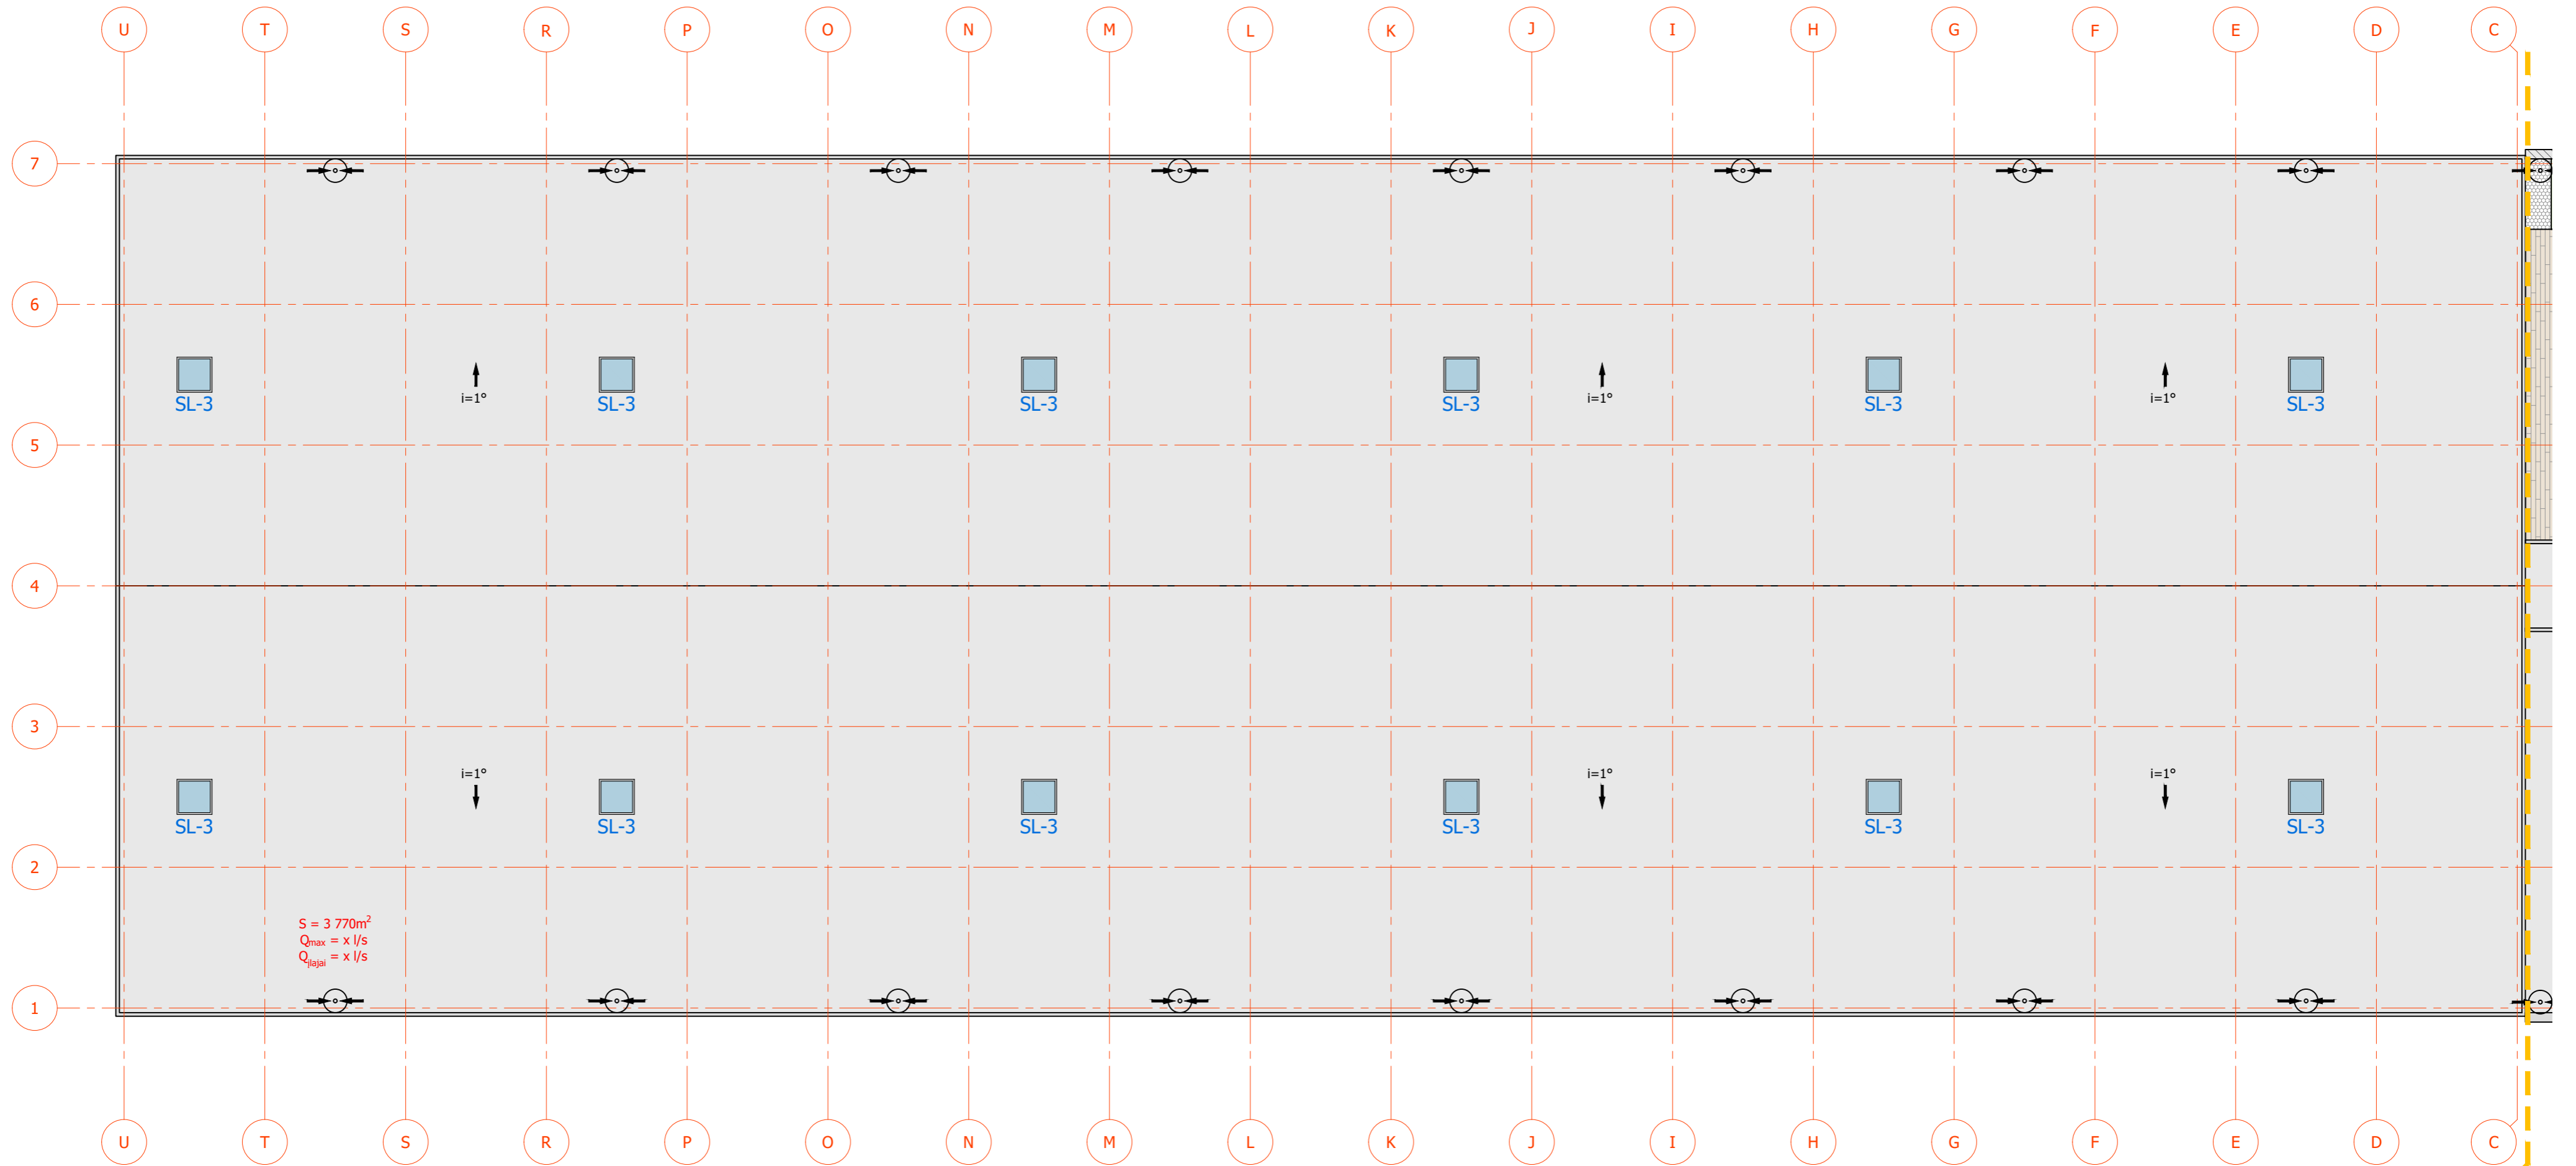 U T S R P O N M L K J I H G F E D C
7
6
SL-3 i=1° SL-3 SL-3 SL-3 i=1° SL-3 i=1° SL-3
5
4
3
i=1° i=1° i=1°
SL-3 SL-3 SL-3 SL-3 SL-3 SL-3
2
S = 3 770m²
Qmax = x l/s
Qjlajai = x l/s
1
U T S R P O N M L K J I H G F E D C